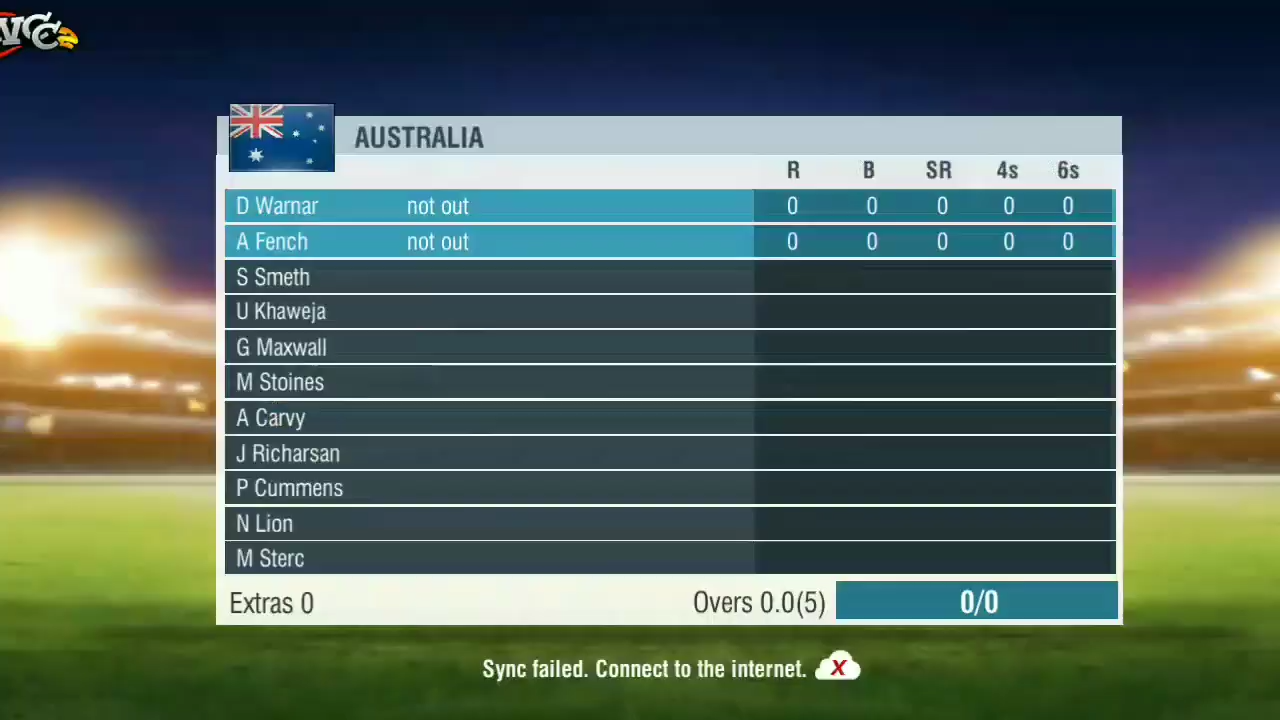 WCC
AUSTRALIA
R B SR 4s 6s
D Warnar not out 0 0 0 0 0
A Fench not out 0 0 0 0 0
S Smeth
U Khaweja
G Maxwall
M Stoines
A Carvy
J Richarsan
P Cummens
N Lion
M Sterc
Extras 0 Overs 0.0(5) 0/0
Sync failed. Connect to the internet. X